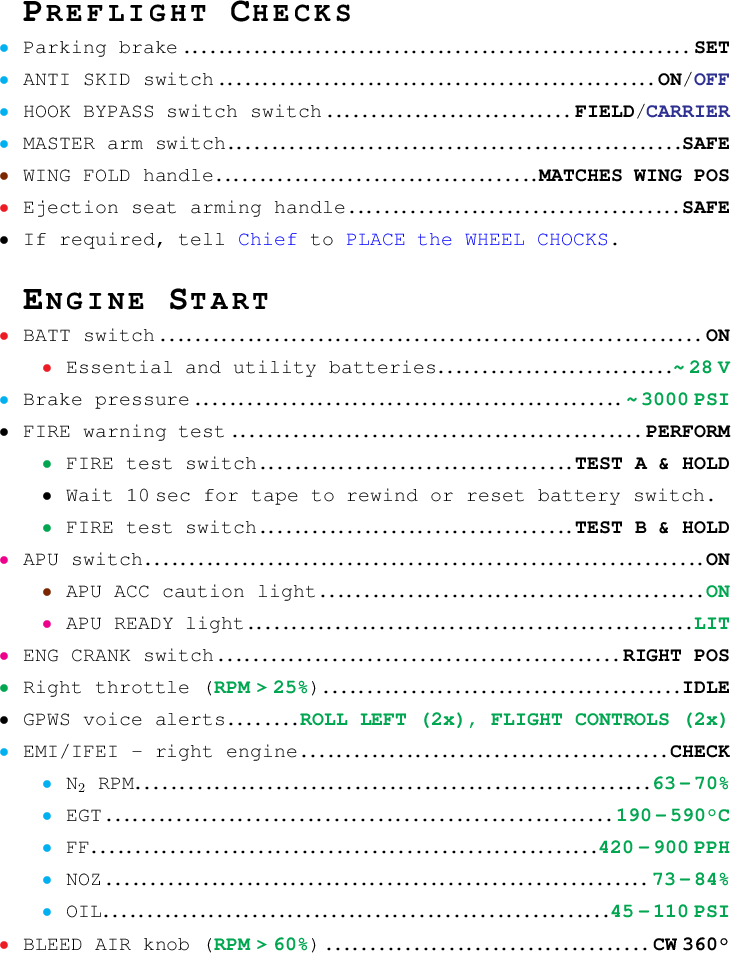 PREFLIGHT CHECKS
• Parking brake ........................................................... SET
• ANTI SKID switch ................................................... ON/OFF
• HOOK BYPASS switch switch ............................ FIELD/CARRIER
• MASTER arm switch ..................................................... SAFE
• WING FOLD handle ...................................... MATCHES WING POS
• Ejection seat arming handle ....................................... SAFE
• If required, tell Chief to PLACE the WHEEL CHOCKS.
ENGINE START
• BATT switch ............................................................... ON
• Essential and utility batteries ........................... ~28 V
• Brake pressure .................................................. ~3000 PSI
• FIRE warning test ................................................ PERFORM
• FIRE test switch ..................................... TEST A & HOLD
• Wait 10 sec for tape to rewind or reset battery switch.
• FIRE test switch ..................................... TEST B & HOLD
• APU switch ................................................................. ON
• APU ACC caution light ............................................. ON
• APU READY light .................................................... LIT
• ENG CRANK switch ............................................... RIGHT POS
• Right throttle (RPM > 25%) .......................................... IDLE
• GPWS voice alerts ........ ROLL LEFT (2x), FLIGHT CONTROLS (2x)
• EMI/IFEI – right engine ........................................... CHECK
• N2 RPM ............................................................ 63–70%
• EGT ........................................................... 190–590°C
• FF ........................................................... 420–900 PPH
• NOZ ............................................................... 73–84%
• OIL ........................................................... 45–110 PSI
• BLEED AIR knob (RPM > 60%) ...................................... CW 360°